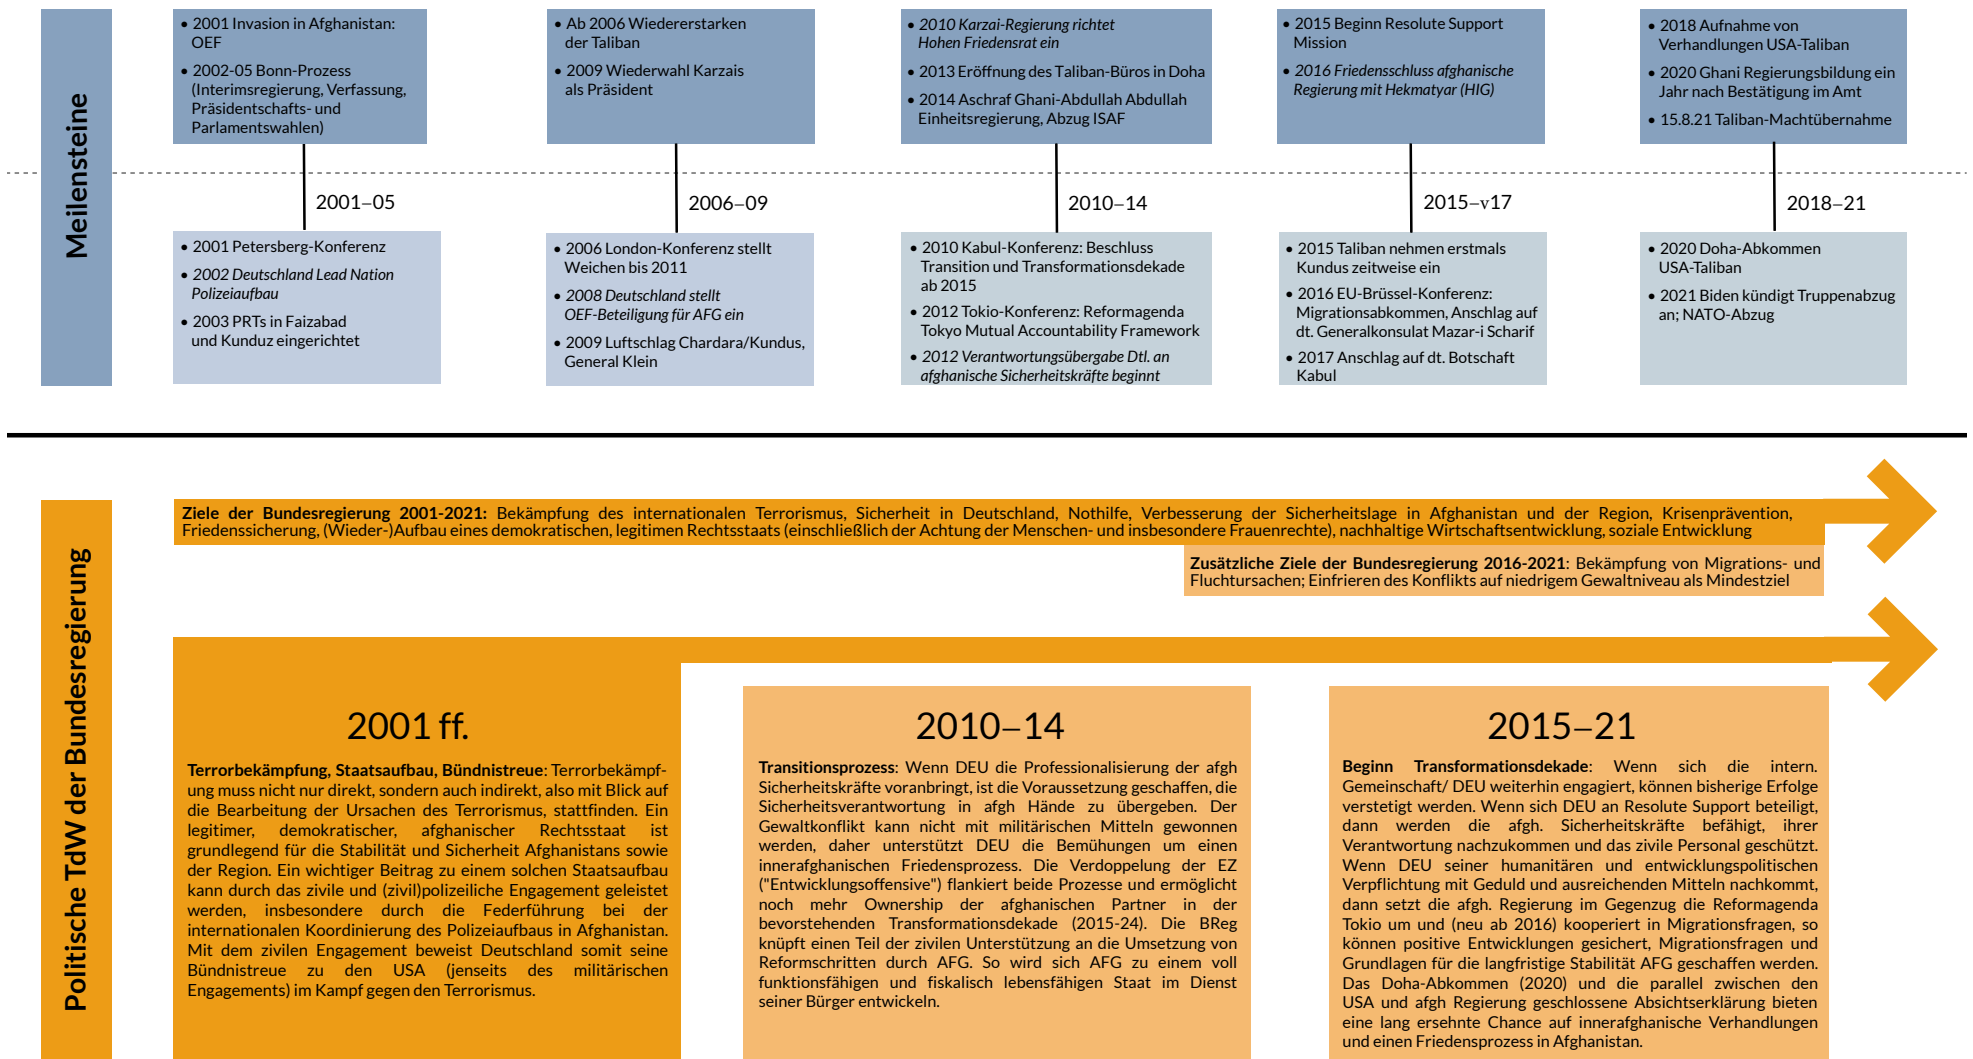 Meilensteine
• 2001 Invasion in Afghanistan:
OEF
• 2002-05 Bonn-Prozess
(Interimsregierung, Verfassung,
Präsidentschafts- und
Parlamentswahlen)
• Ab 2006 Wiedererstarken
der Taliban
• 2009 Wiederwahl Karzais
als Präsident
• 2010 Karzai-Regierung richtet
Hohen Friedensrat ein
• 2013 Eröffnung des Taliban-Büros in Doha
• 2014 Aschraf Ghani-Abdullah Abdullah
Einheitsregierung, Abzug ISAF
• 2015 Beginn Resolute Support
Mission
• 2016 Friedensschluss afghanische
Regierung mit Hekmatyar (HIG)
• 2018 Aufnahme von
Verhandlungen USA-Taliban
• 2020 Ghani Regierungsbildung ein
Jahr nach Bestätigung im Amt
• 15.8.21 Taliban-Machtübernahme
2001–05
2006–09
2010–14
2015–v17
2018–21
• 2001 Petersberg-Konferenz
• 2002 Deutschland Lead Nation
Polizeiaufbau
• 2003 PRTs in Faizabad
und Kunduz eingerichtet
• 2006 London-Konferenz stellt
Weichen bis 2011
• 2008 Deutschland stellt
OEF-Beteiligung für AFG ein
• 2009 Luftschlag Chardara/Kundus,
General Klein
• 2010 Kabul-Konferenz: Beschluss
Transition und Transformationsdekade
ab 2015
• 2012 Tokio-Konferenz: Reformagenda
Tokyo Mutual Accountability Framework
• 2012 Verantwortungsübergabe Dtl. an
afghanische Sicherheitskräfte beginnt
• 2015 Taliban nehmen erstmals
Kundus zeitweise ein
• 2016 EU-Brüssel-Konferenz:
Migrationsabkommen, Anschlag auf
dt. Generalkonsulat Mazar-i Scharif
• 2017 Anschlag auf dt. Botschaft
Kabul
• 2020 Doha-Abkommen
USA-Taliban
• 2021 Biden kündigt Truppenabzug
an; NATO-Abzug
Politische TdW der Bundesregierung
Ziele der Bundesregierung 2001-2021: Bekämpfung des internationalen Terrorismus, Sicherheit in Deutschland, Nothilfe, Verbesserung der Sicherheitslage in Afghanistan und der Region, Krisenprävention,
Friedenssicherung, (Wieder-)Aufbau eines demokratischen, legitimen Rechtsstaats (einschließlich der Achtung der Menschen- und insbesondere Frauenrechte), nachhaltige Wirtschaftsentwicklung, soziale Entwicklung
Zusätzliche Ziele der Bundesregierung 2016-2021: Bekämpfung von Migrations- und
Fluchtursachen; Einfrieren des Konflikts auf niedrigem Gewaltniveau als Mindestziel
2001 ff.
Terrorbekämpfung, Staatsaufbau, Bündnistreue: Terrorbekämpf-
ung muss nicht nur direkt, sondern auch indirekt, also mit Blick auf
die Bearbeitung der Ursachen des Terrorismus, stattfinden. Ein
legitimer, demokratischer, afghanischer Rechtsstaat ist
grundlegend für die Stabilität und Sicherheit Afghanistans sowie
der Region. Ein wichtiger Beitrag zu einem solchen Staatsaufbau
kann durch das zivile und (zivil)polizeiliche Engagement geleistet
werden, insbesondere durch die Federführung bei der
internationalen Koordinierung des Polizeiaufbaus in Afghanistan.
Mit dem zivilen Engagement beweist Deutschland somit seine
Bündnistreue zu den USA (jenseits des militärischen
Engagements) im Kampf gegen den Terrorismus.
2010–14
Transitionsprozess: Wenn DEU die Professionalisierung der afgh
Sicherheitskräfte voranbringt, ist die Voraussetzung geschaffen, die
Sicherheitsverantwortung in afgh Hände zu übergeben. Der
Gewaltkonflikt kann nicht mit militärischen Mitteln gewonnen
werden, daher unterstützt DEU die Bemühungen um einen
innerafghanischen Friedensprozess. Die Verdoppelung der EZ
("Entwicklungsoffensive") flankiert beide Prozesse und ermöglicht
noch mehr Ownership der afghanischen Partner in der
bevorstehenden Transformationsdekade (2015-24). Die BReg
knüpft einen Teil der zivilen Unterstützung an die Umsetzung von
Reformschritten durch AFG. So wird sich AFG zu einem voll
funktionsfähigen und fiskalisch lebensfähigen Staat im Dienst
seiner Bürger entwickeln.
2015–21
Beginn Transformationsdekade: Wenn sich die intern.
Gemeinschaft/ DEU weiterhin engagiert, können bisherige Erfolge
verstetigt werden. Wenn sich DEU an Resolute Support beteiligt,
dann werden die afgh. Sicherheitskräfte befähigt, ihrer
Verantwortung nachzukommen und das zivile Personal geschützt.
Wenn DEU seiner humanitären und entwicklungspolitischen
Verpflichtung mit Geduld und ausreichenden Mitteln nachkommt,
dann setzt die afgh. Regierung im Gegenzug die Reformagenda
Tokio um und (neu ab 2016) kooperiert in Migrationsfragen, so
können positive Entwicklungen gesichert, Migrationsfragen und
Grundlagen für die langfristige Stabilität AFG geschaffen werden.
Das Doha-Abkommen (2020) und die parallel zwischen den
USA und afgh Regierung geschlossene Absichtserklärung bieten
eine lang ersehnte Chance auf innerafghanische Verhandlungen
und einen Friedensprozess in Afghanistan.